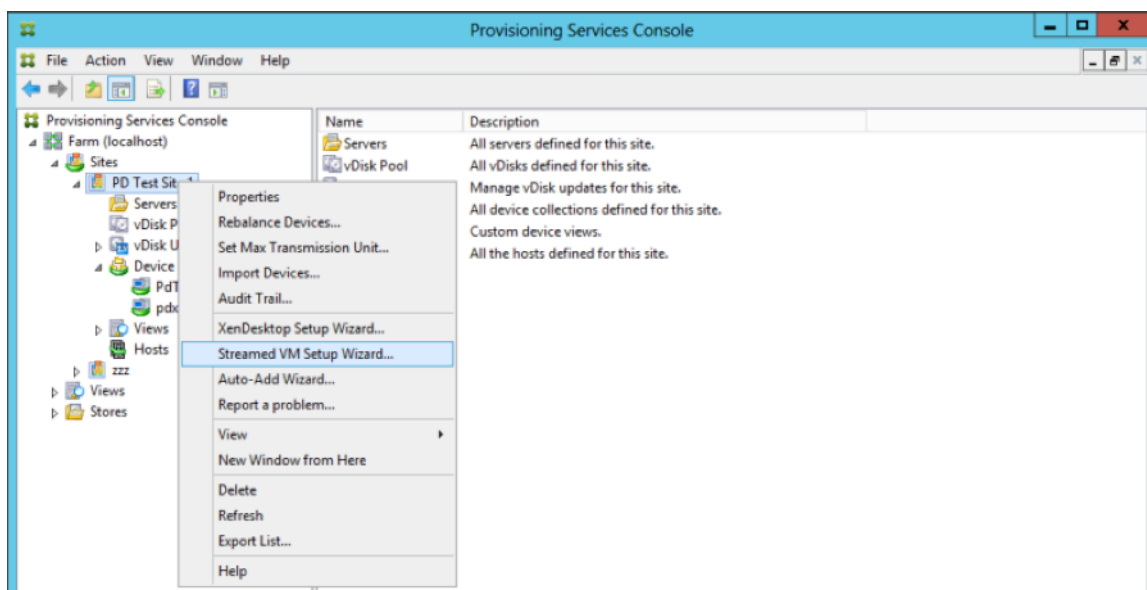 Provisioning Services Console
File Action View Window Help
Provisioning Services Console
Farm (localhost)
Sites
PD Test
Servers
vDisk
vDisk
Device
Views
Hosts
zzz
Views
Stores
Name Description
Servers All servers defined for this site.
vDisk Pool All vDisks defined for this site.
Manage vDisk updates for this site.
All device collections defined for this site.
Custom device views.
All the hosts defined for this site.
Properties
Rebalance Devices...
Set Max Transmission Unit...
Import Devices...
Audit Trail...
XenDesktop Setup Wizard...
Streamed VM Setup Wizard...
Auto-Add Wizard...
Report a problem...
View
New Window from Here
Delete
Refresh
Export List...
Help